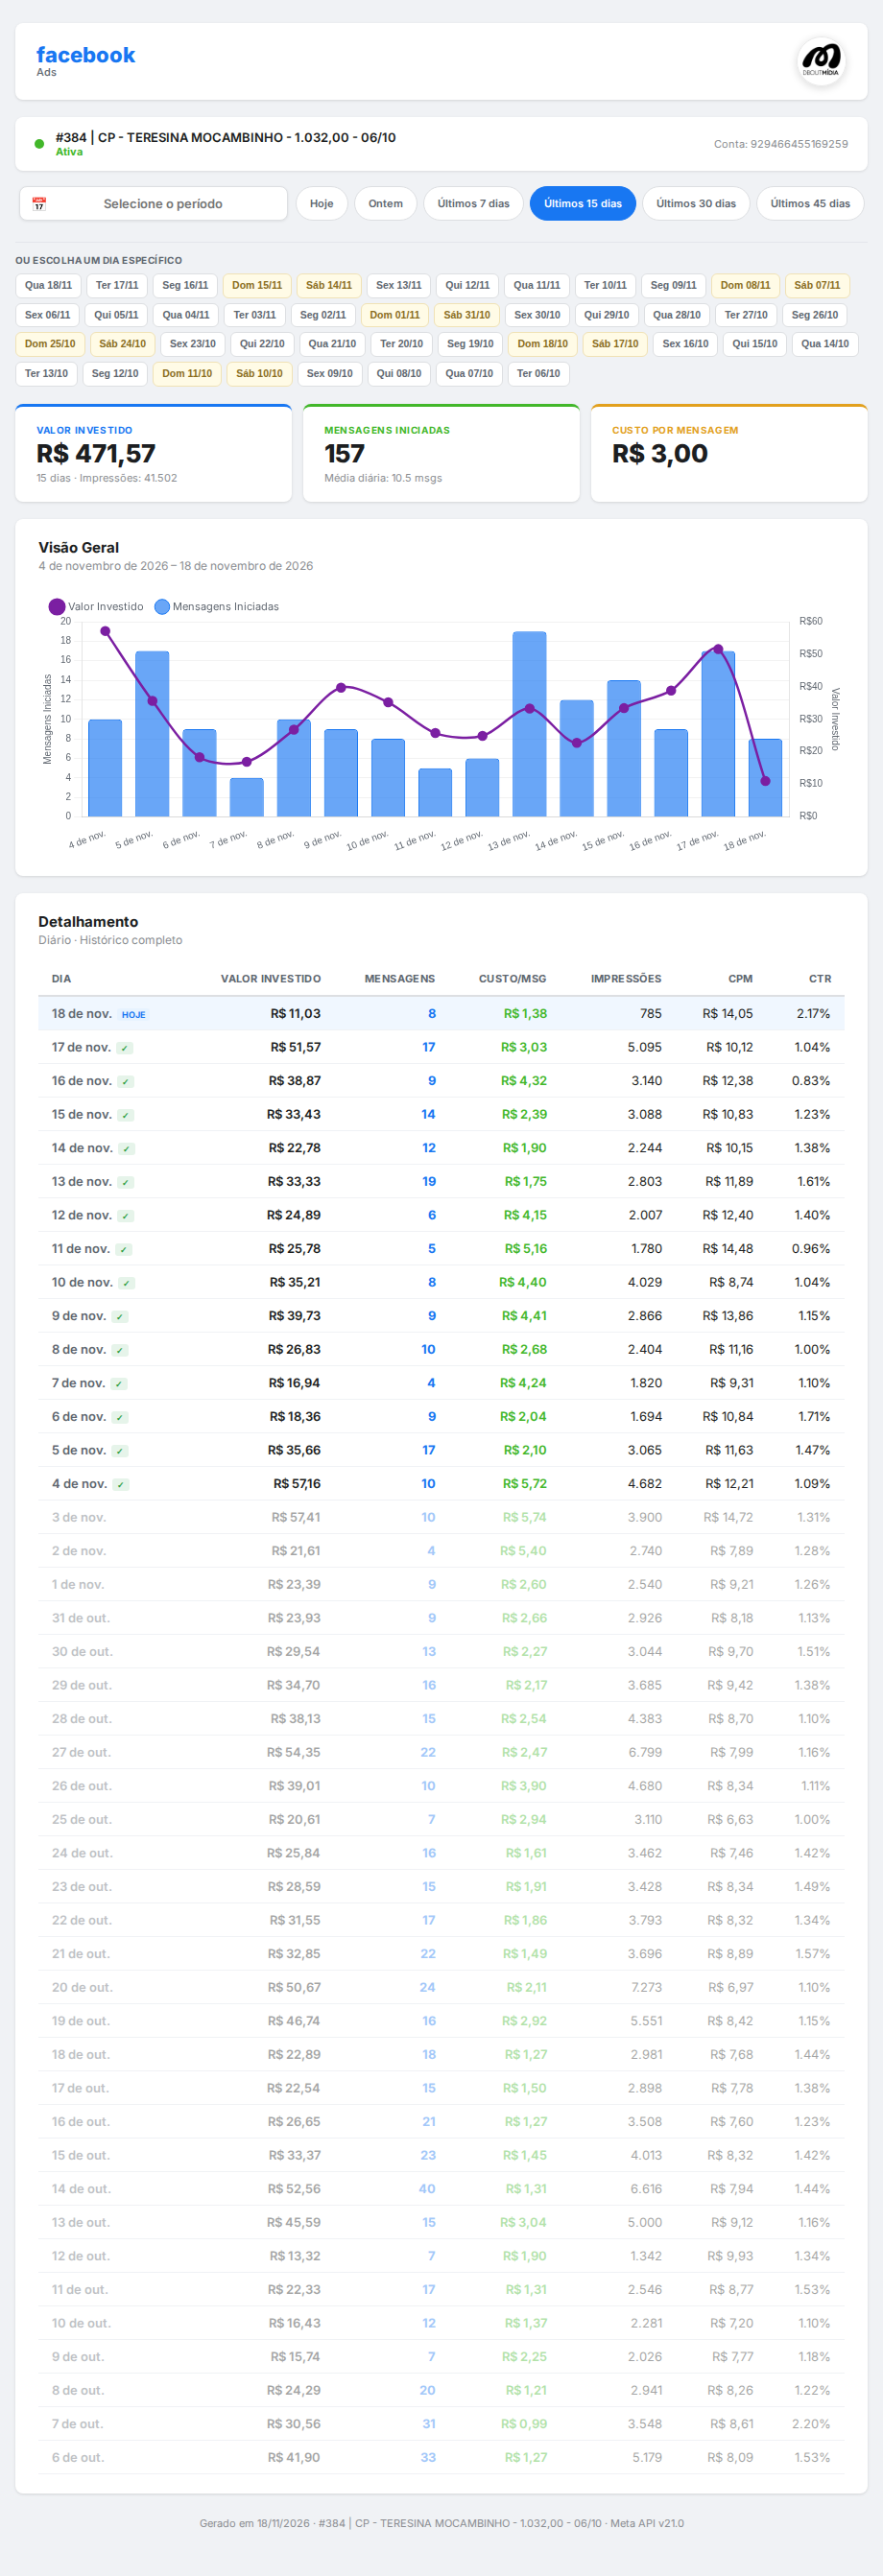 facebook
Ads
DBOUTMÍDIA
#384 | CP - TERESINA MOCAMBINHO - 1.032,00 - 06/10
Ativa
Conta: 929466455169259
📅 Selecione o período Hoje Ontem Últimos 7 dias Últimos 15 dias Últimos 30 dias Últimos 45 dias
OU ESCOLHA UM DIA ESPECÍFICO
Qua 18/11 Ter 17/11 Seg 16/11 Dom 15/11 Sáb 14/11 Sex 13/11 Qui 12/11 Qua 11/11 Ter 10/11 Seg 09/11 Dom 08/11 Sáb 07/11
Sex 06/11 Qui 05/11 Qua 04/11 Ter 03/11 Seg 02/11 Dom 01/11 Sáb 31/10 Sex 30/10 Qui 29/10 Qua 28/10 Ter 27/10 Seg 26/10
Dom 25/10 Sáb 24/10 Sex 23/10 Qui 22/10 Qua 21/10 Ter 20/10 Seg 19/10 Dom 18/10 Sáb 17/10 Sex 16/10 Qui 15/10 Qua 14/10
Ter 13/10 Seg 12/10 Dom 11/10 Sáb 10/10 Sex 09/10 Qui 08/10 Qua 07/10 Ter 06/10
VALOR INVESTIDO
R$ 471,57
15 dias · Impressões: 41.502
MENSAGENS INICIADAS
157
Média diária: 10.5 msgs
CUSTO POR MENSAGEM
R$ 3,00
Visão Geral
4 de novembro de 2026 – 18 de novembro de 2026
Valor Investido Mensagens Iniciadas
Mensagens Iniciadas
20
18
16
14
12
10
8
6
4
2
0
R$60
R$50
R$40
R$30
R$20
R$10
R$0
Valor Investido
4 de nov. 5 de nov. 6 de nov. 7 de nov. 8 de nov. 9 de nov. 10 de nov. 11 de nov. 12 de nov. 13 de nov. 14 de nov. 15 de nov. 16 de nov. 17 de nov. 18 de nov.
Detalhamento
Diário · Histórico completo
DIA VALOR INVESTIDO MENSAGENS CUSTO/MSG IMPRESSÕES CPM CTR
18 de nov. HOJE R$ 11,03 8 R$ 1,38 785 R$ 14,05 2.17%
17 de nov. ✓ R$ 51,57 17 R$ 3,03 5.095 R$ 10,12 1.04%
16 de nov. ✓ R$ 38,87 9 R$ 4,32 3.140 R$ 12,38 0.83%
15 de nov. ✓ R$ 33,43 14 R$ 2,39 3.088 R$ 10,83 1.23%
14 de nov. ✓ R$ 22,78 12 R$ 1,90 2.244 R$ 10,15 1.38%
13 de nov. ✓ R$ 33,33 19 R$ 1,75 2.803 R$ 11,89 1.61%
12 de nov. ✓ R$ 24,89 6 R$ 4,15 2.007 R$ 12,40 1.40%
11 de nov. ✓ R$ 25,78 5 R$ 5,16 1.780 R$ 14,48 0.96%
10 de nov. ✓ R$ 35,21 8 R$ 4,40 4.029 R$ 8,74 1.04%
9 de nov. ✓ R$ 39,73 9 R$ 4,41 2.866 R$ 13,86 1.15%
8 de nov. ✓ R$ 26,83 10 R$ 2,68 2.404 R$ 11,16 1.00%
7 de nov. ✓ R$ 16,94 4 R$ 4,24 1.820 R$ 9,31 1.10%
6 de nov. ✓ R$ 18,36 9 R$ 2,04 1.694 R$ 10,84 1.71%
5 de nov. ✓ R$ 35,66 17 R$ 2,10 3.065 R$ 11,63 1.47%
4 de nov. ✓ R$ 57,16 10 R$ 5,72 4.682 R$ 12,21 1.09%
3 de nov. R$ 57,41 10 R$ 5,74 3.900 R$ 14,72 1.31%
2 de nov. R$ 21,61 4 R$ 5,40 2.740 R$ 7,89 1.28%
1 de nov. R$ 23,39 9 R$ 2,60 2.540 R$ 9,21 1.26%
31 de out. R$ 23,93 9 R$ 2,66 2.926 R$ 8,18 1.13%
30 de out. R$ 29,54 13 R$ 2,27 3.044 R$ 9,70 1.51%
29 de out. R$ 34,70 16 R$ 2,17 3.685 R$ 9,42 1.38%
28 de out. R$ 38,13 15 R$ 2,54 4.383 R$ 8,70 1.10%
27 de out. R$ 54,35 22 R$ 2,47 6.799 R$ 7,99 1.16%
26 de out. R$ 39,01 10 R$ 3,90 4.680 R$ 8,34 1.11%
25 de out. R$ 20,61 7 R$ 2,94 3.110 R$ 6,63 1.00%
24 de out. R$ 25,84 16 R$ 1,61 3.462 R$ 7,46 1.42%
23 de out. R$ 28,59 15 R$ 1,91 3.428 R$ 8,34 1.49%
22 de out. R$ 31,55 17 R$ 1,86 3.793 R$ 8,32 1.34%
21 de out. R$ 32,85 22 R$ 1,49 3.696 R$ 8,89 1.57%
20 de out. R$ 50,67 24 R$ 2,11 7.273 R$ 6,97 1.10%
19 de out. R$ 46,74 16 R$ 2,92 5.551 R$ 8,42 1.15%
18 de out. R$ 22,89 18 R$ 1,27 2.981 R$ 7,68 1.44%
17 de out. R$ 22,54 15 R$ 1,50 2.898 R$ 7,78 1.38%
16 de out. R$ 26,65 21 R$ 1,27 3.508 R$ 7,60 1.23%
15 de out. R$ 33,37 23 R$ 1,45 4.013 R$ 8,32 1.42%
14 de out. R$ 52,56 40 R$ 1,31 6.616 R$ 7,94 1.44%
13 de out. R$ 45,59 15 R$ 3,04 5.000 R$ 9,12 1.16%
12 de out. R$ 13,32 7 R$ 1,90 1.342 R$ 9,93 1.34%
11 de out. R$ 22,33 17 R$ 1,31 2.546 R$ 8,77 1.53%
10 de out. R$ 16,43 12 R$ 1,37 2.281 R$ 7,20 1.10%
9 de out. R$ 15,74 7 R$ 2,25 2.026 R$ 7,77 1.18%
8 de out. R$ 24,29 20 R$ 1,21 2.941 R$ 8,26 1.22%
7 de out. R$ 30,56 31 R$ 0,99 3.548 R$ 8,61 2.20%
6 de out. R$ 41,90 33 R$ 1,27 5.179 R$ 8,09 1.53%
Gerado em 18/11/2026 · #384 | CP - TERESINA MOCAMBINHO - 1.032,00 - 06/10 · Meta API v21.0